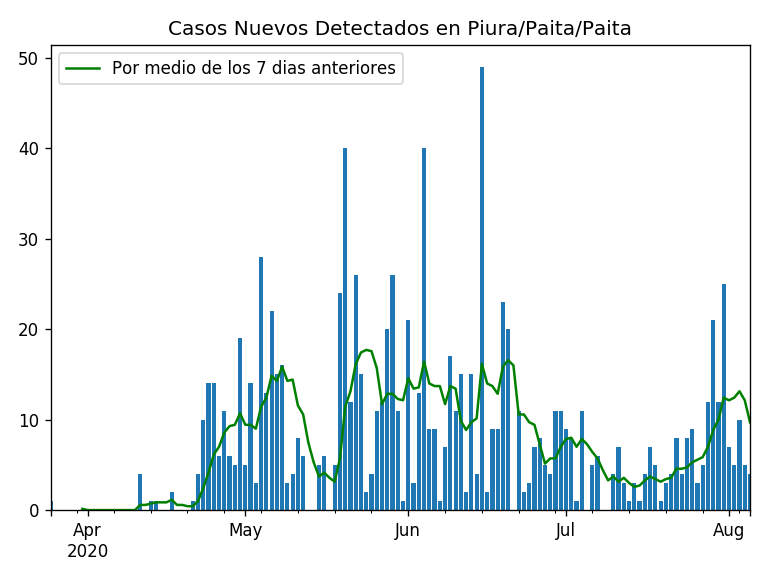 Casos Nuevos Detectados en Piura/Paita/Paita
Por medio de los 7 dias anteriores
50
40
30
20
10
0
Apr May Jun Jul Aug
2020